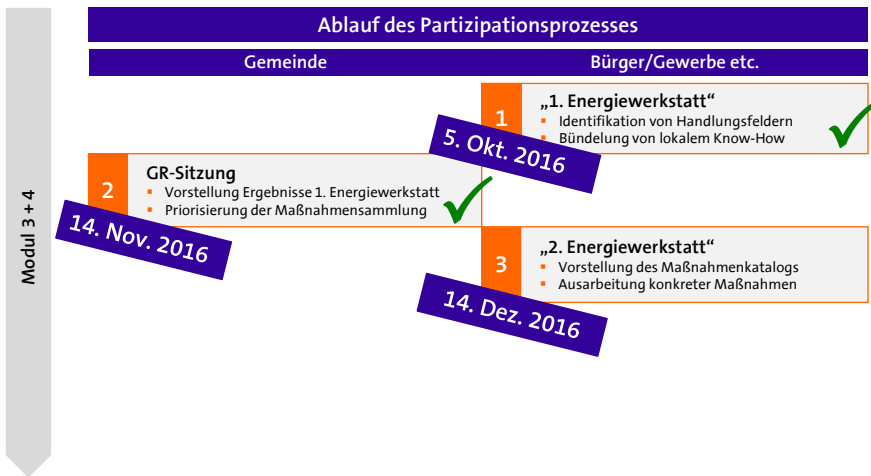 Ablauf des Partizipationsprozesses
Gemeinde
Bürger/Gewerbe etc.
Modul 3 + 4
1
„1. Energiewerkstatt“
Identifikation von Handlungsfeldern
Bündelung von lokalem Know-How
5. Okt. 2016
2
GR-Sitzung
Vorstellung Ergebnisse 1. Energiewerkstatt
Priorisierung der Maßnahmensammlung
14. Nov. 2016
3
„2. Energiewerkstatt“
Vorstellung des Maßnahmenkatalogs
Ausarbeitung konkreter Maßnahmen
14. Dez. 2016